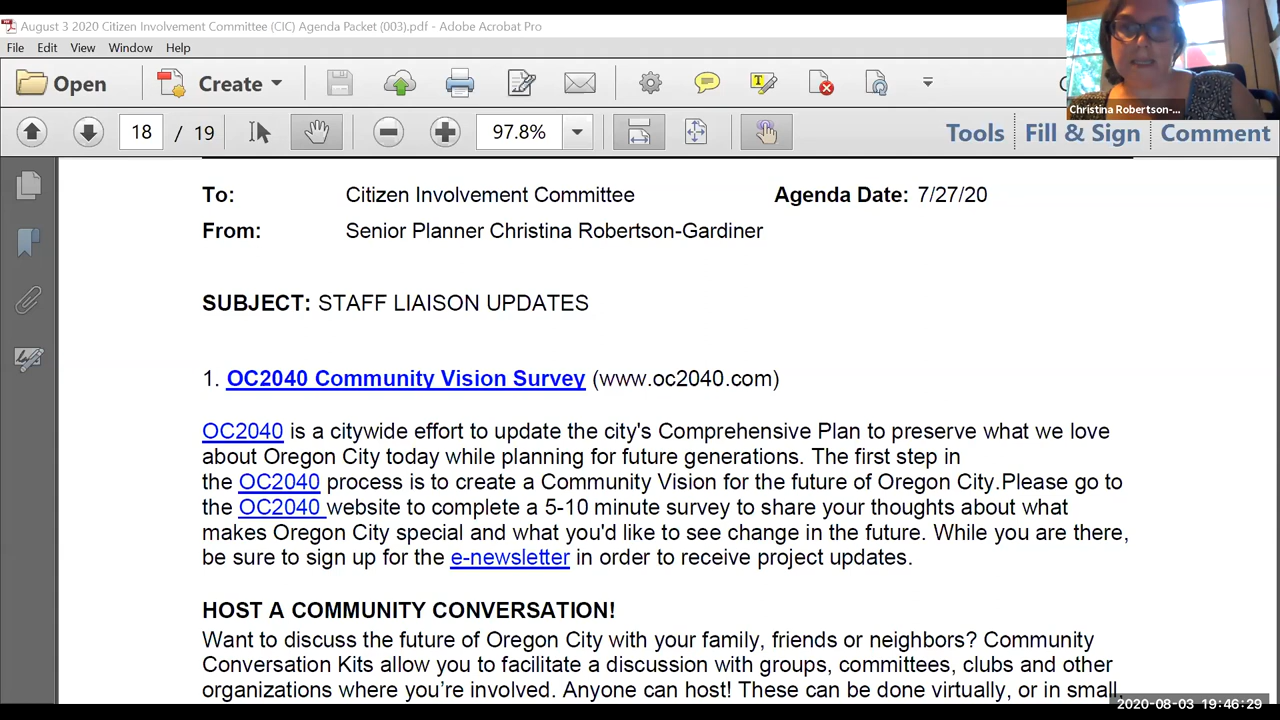 August 3 2020 Citizen Involvement Committee (CIC) Agenda Packet (003).pdf - Adobe Acrobat Pro
File Edit View Window Help
Open Create
18 / 19 97.8% Tools Fill & Sign Comment
Christina Robertson-...
To: Citizen Involvement Committee Agenda Date: 7/27/20
From: Senior Planner Christina Robertson-Gardiner
SUBJECT: STAFF LIAISON UPDATES
1. OC2040 Community Vision Survey (www.oc2040.com)
OC2040 is a citywide effort to update the city's Comprehensive Plan to preserve what we love
about Oregon City today while planning for future generations. The first step in
the OC2040 process is to create a Community Vision for the future of Oregon City.Please go to
the OC2040 website to complete a 5-10 minute survey to share your thoughts about what
makes Oregon City special and what you'd like to see change in the future. While you are there,
be sure to sign up for the e-newsletter in order to receive project updates.
HOST A COMMUNITY CONVERSATION!
Want to discuss the future of Oregon City with your family, friends or neighbors? Community
Conversation Kits allow you to facilitate a discussion with groups, committees, clubs and other
organizations where you're involved. Anyone can host! These can be done virtually, or in small,
2020-08-03 19:46:29